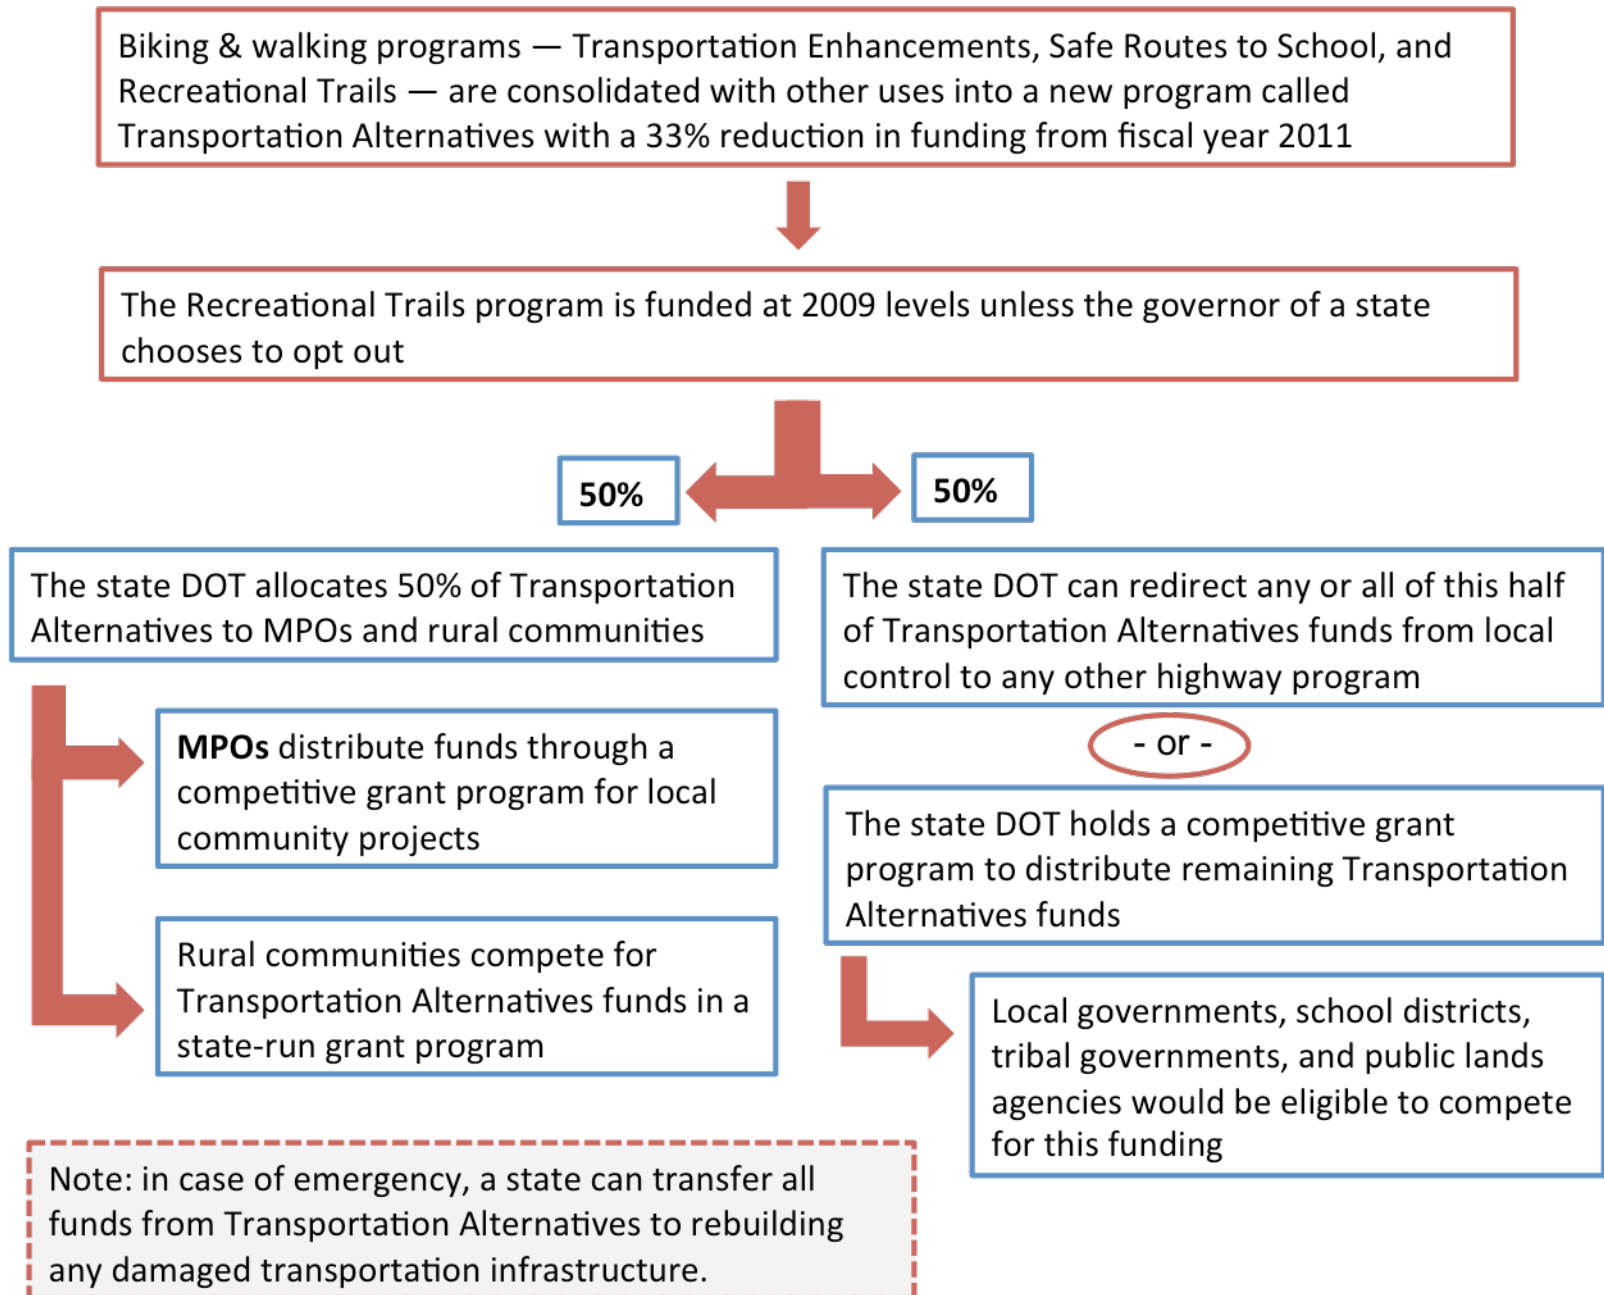 Biking & walking programs — Transportation Enhancements, Safe Routes to School, and
Recreational Trails — are consolidated with other uses into a new program called
Transportation Alternatives with a 33% reduction in funding from fiscal year 2011
The Recreational Trails program is funded at 2009 levels unless the governor of a state
chooses to opt out
50%
50%
The state DOT allocates 50% of Transportation
Alternatives to MPOs and rural communities
MPOs distribute funds through a
competitive grant program for local
community projects
Rural communities compete for
Transportation Alternatives funds in a
state-run grant program
The state DOT can redirect any or all of this half
of Transportation Alternatives funds from local
control to any other highway program
- or -
The state DOT holds a competitive grant
program to distribute remaining Transportation
Alternatives funds
Local governments, school districts,
tribal governments, and public lands
agencies would be eligible to compete
for this funding
Note: in case of emergency, a state can transfer all
funds from Transportation Alternatives to rebuilding
any damaged transportation infrastructure.